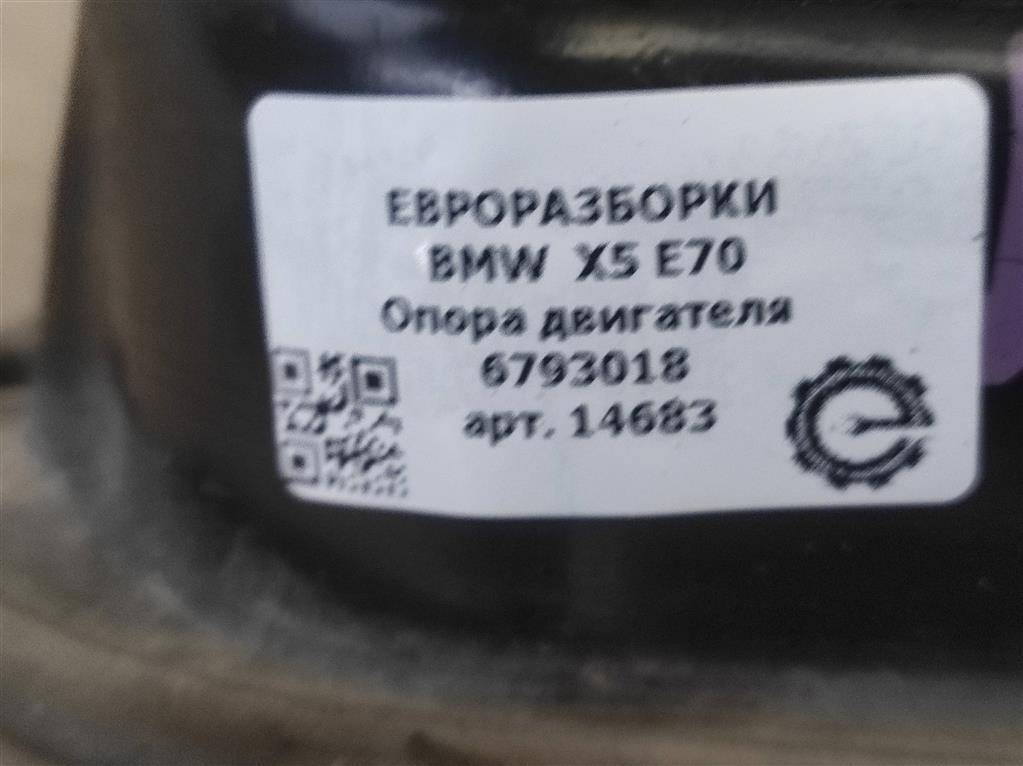 ЕВРОРАЗБОРКИ
BMW X5 E70
Опора двигателя
6793018
арт. 14683